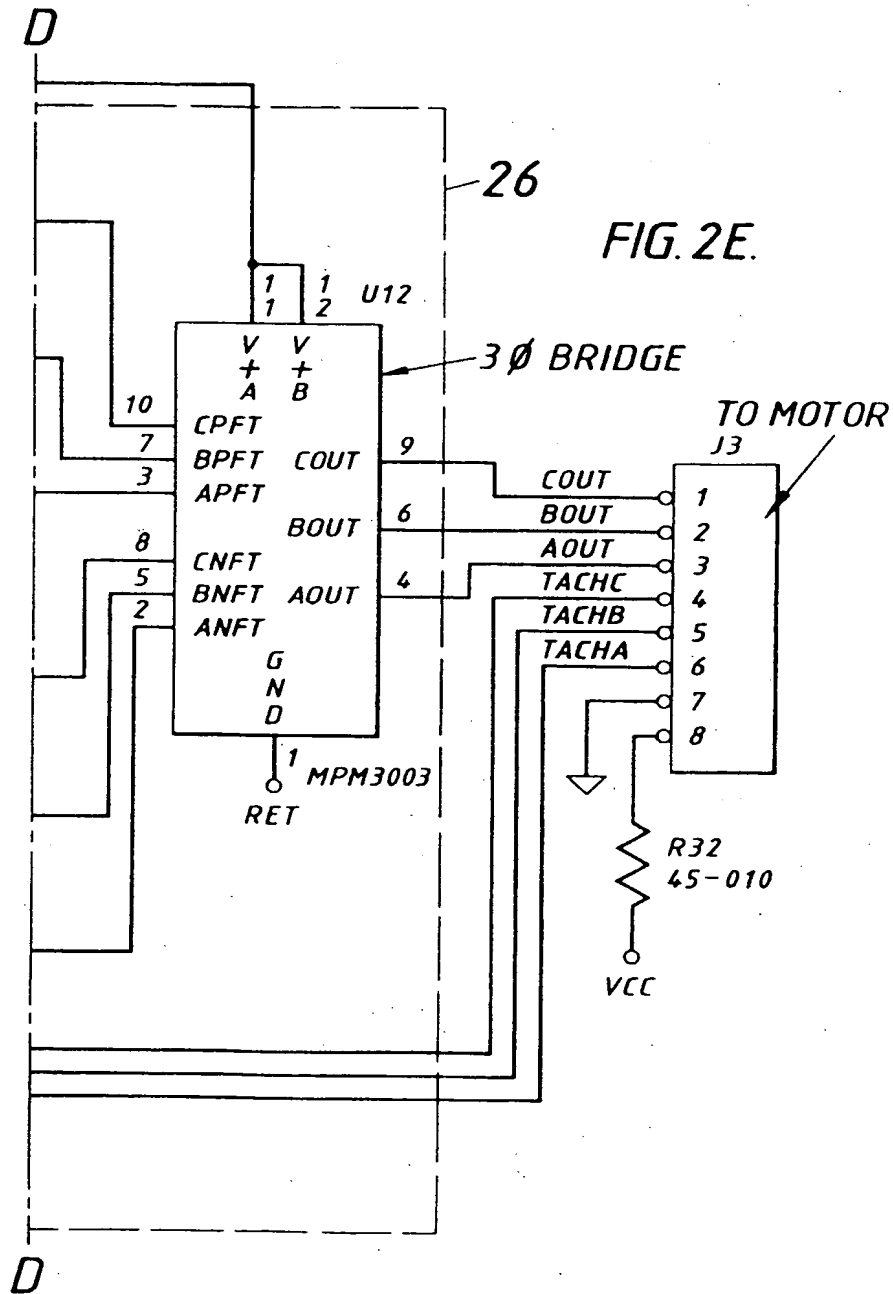 D
26
FIG. 2E.
1 1
1 2
U12
V+A
V+B
3Ø BRIDGE
10
CPFT
7
BPFT
3
APFT
8
CNFT
5
BNFT
2
ANFT
COUT
9
BOUT
6
AOUT
4
GND
1
MPM3003
RET
TO MOTOR
J3
COUT 1
BOUT 2
AOUT 3
TACHC 4
TACHB 5
TACHA 6
7
8
R32
45-010
VCC
D